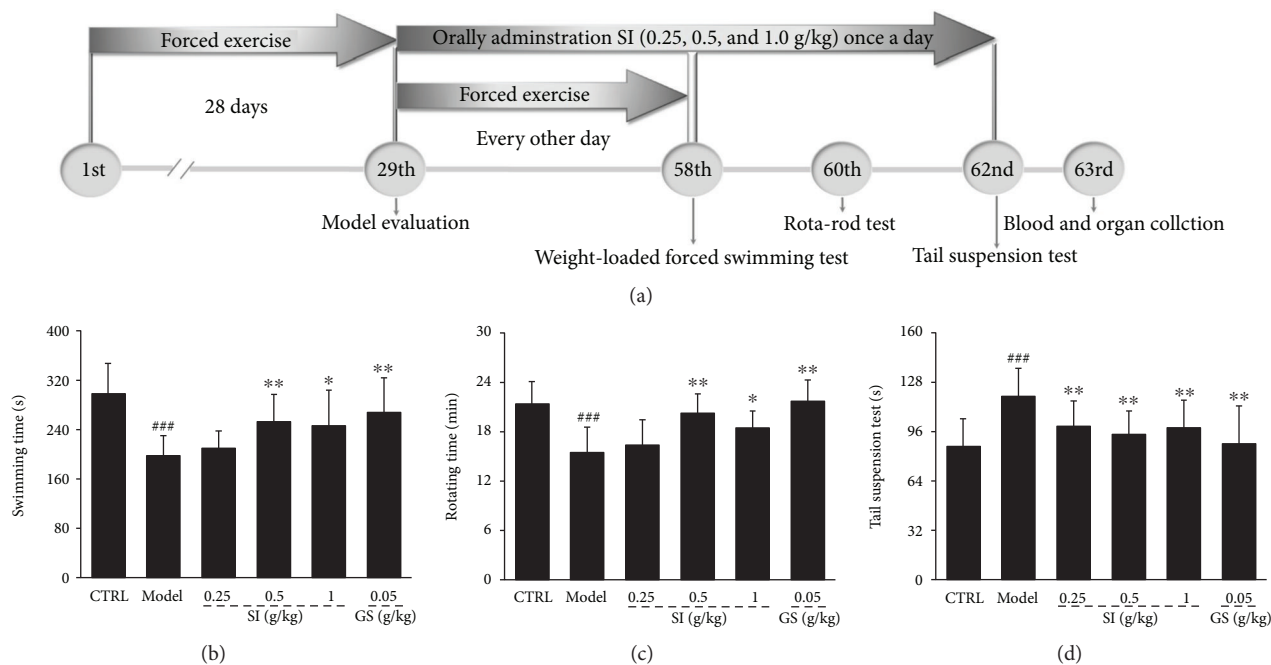 Forced exercise
Orally adminstration SI (0.25, 0.5, and 1.0 g/kg) once a day
28 days
Forced exercise
Every other day
1st
29th
58th
60th
62nd
63rd
Model evaluation
Rota-rod test
Blood and organ collction
Weight-loaded forced swimming test
Tail suspension test
(a)
Swimming time (s)
400
320
240
160
80
0
###
**
*
**
CTRL
Model
0.25
0.5
1
0.05
SI (g/kg)
GS (g/kg)
(b)
Rotating time (min)
30
24
18
12
6
0
###
**
*
**
CTRL
Model
0.25
0.5
1
0.05
SI (g/kg)
GS (g/kg)
(c)
Tail suspension test (s)
160
128
96
64
32
0
###
**
**
**
**
CTRL
Model
0.25
0.5
1
0.05
SI (g/kg)
GS (g/kg)
(d)